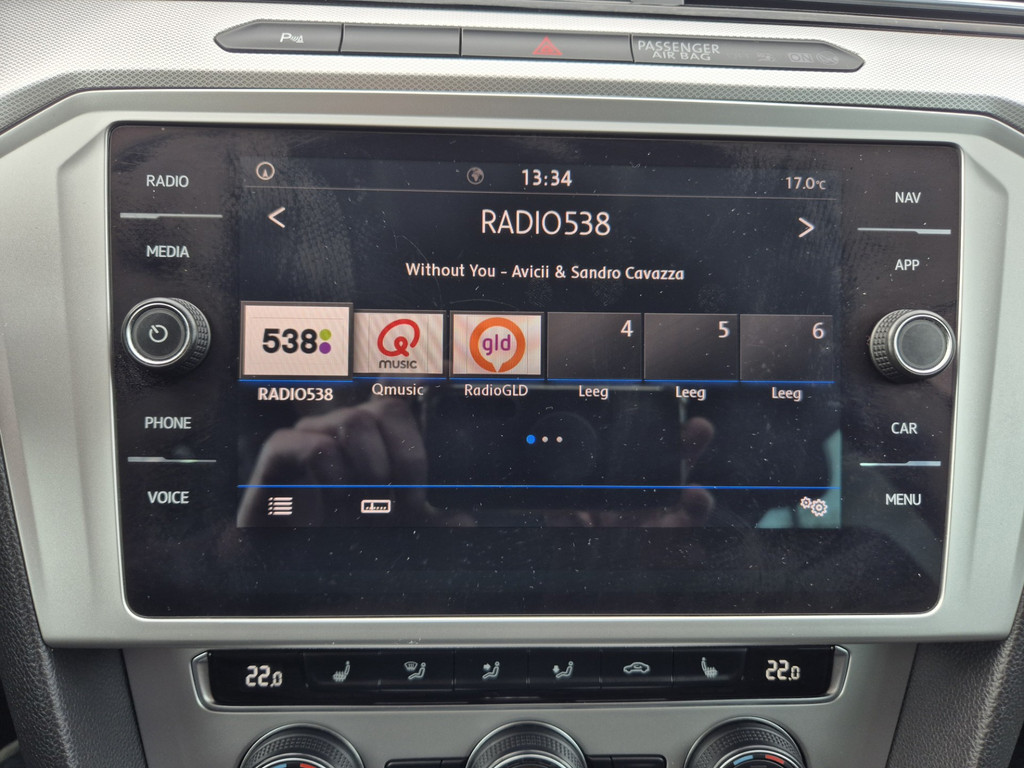 P
PASSENGER
AIR BAG
RADIO
MEDIA
PHONE
VOICE
NAV
APP
CAR
MENU
13:34
17.0°C
<
RADIO538
>
Without You - Avicii & Sandro Cavazza
538
Q
MUSIC
gld
4
5
6
RADIO538
Qmusic
RadioGLD
Leeg
Leeg
Leeg
22.0
22.0